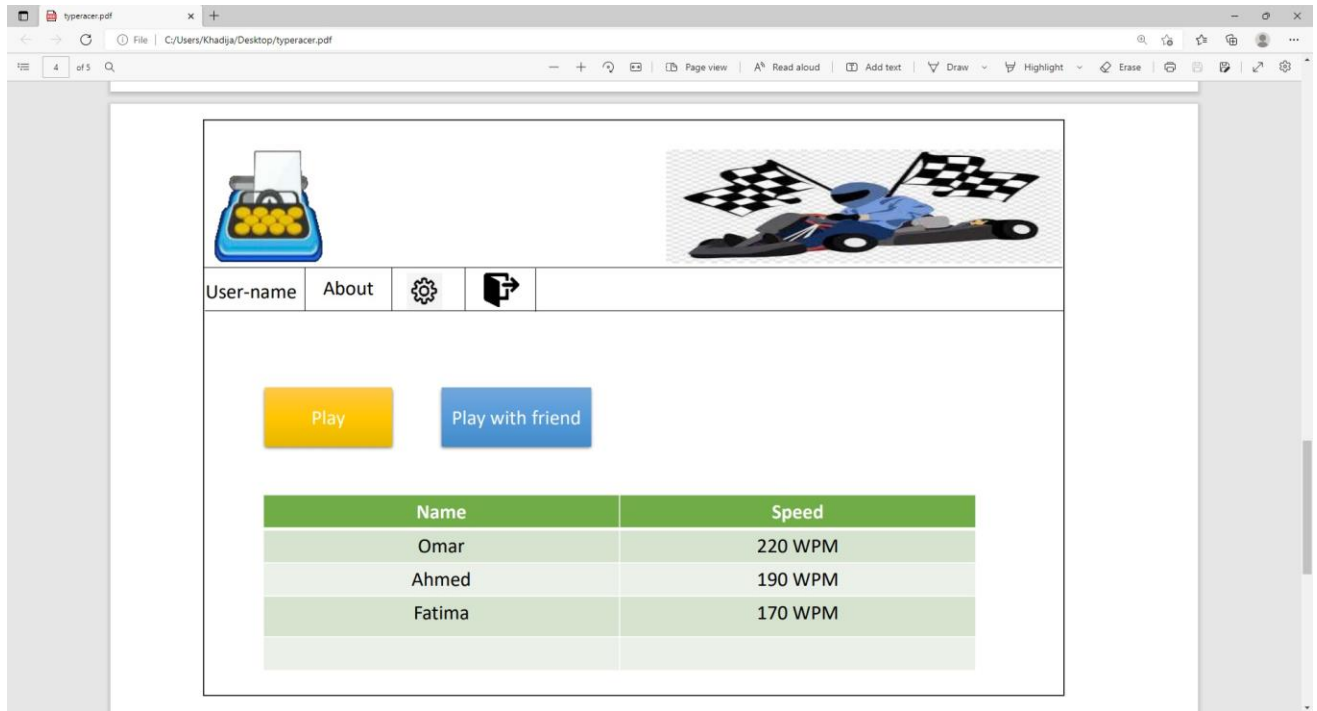 typeracer.pdf
File | C:/Users/Khadija/Desktop/typeracer.pdf
4 of 5 Page view | Read aloud | Add text | Draw Highlight Erase
User-name About
Play Play with friend
Name Speed
Omar 220 WPM
Ahmed 190 WPM
Fatima 170 WPM